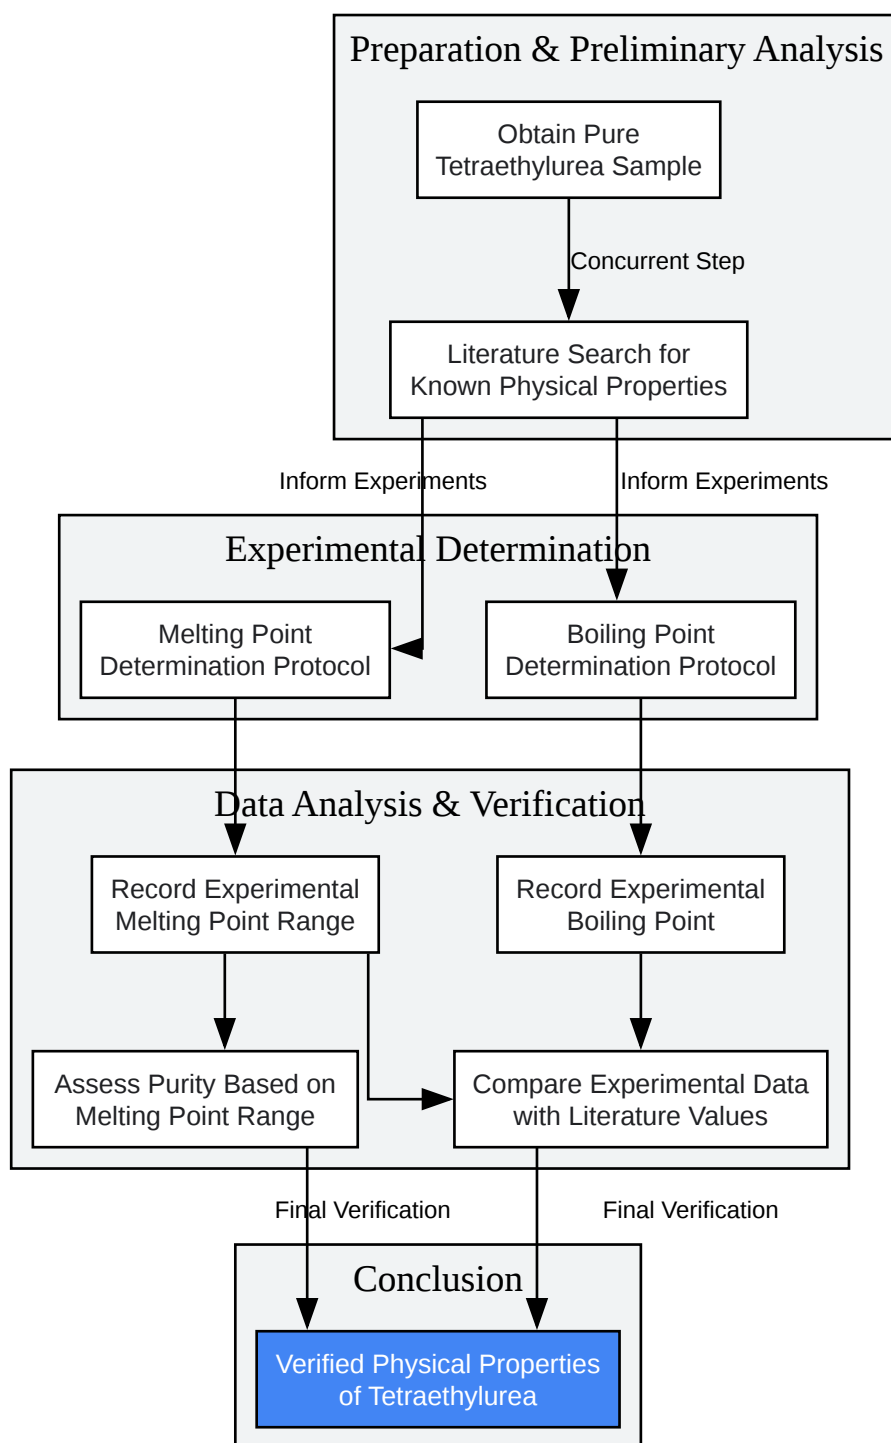 Preparation & Preliminary Analysis
Obtain Pure
Tetraethylurea Sample
Concurrent Step
Literature Search for
Known Physical Properties
Inform Experiments
Inform Experiments
Experimental Determination
Melting Point
Determination Protocol
Boiling Point
Determination Protocol
Data Analysis & Verification
Record Experimental
Melting Point Range
Record Experimental
Boiling Point
Assess Purity Based on
Melting Point Range
Compare Experimental Data
with Literature Values
Final Verification
Final Verification
Conclusion
Verified Physical Properties
of Tetraethylurea